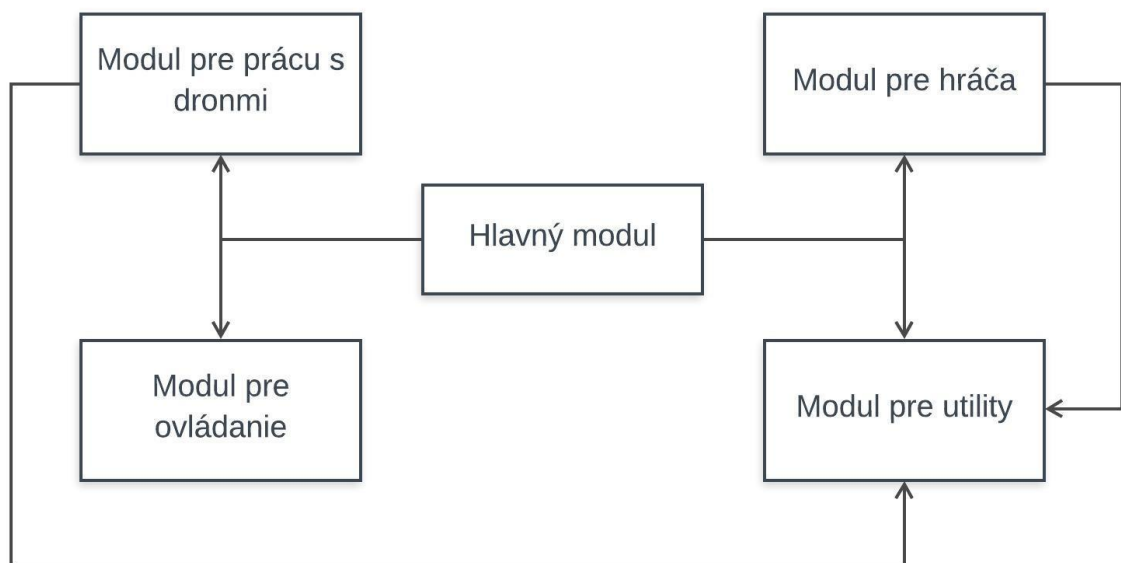 Modul pre prácu s
dronmi
Modul pre hráča
Hlavný modul
Modul pre
ovládanie
Modul pre utility